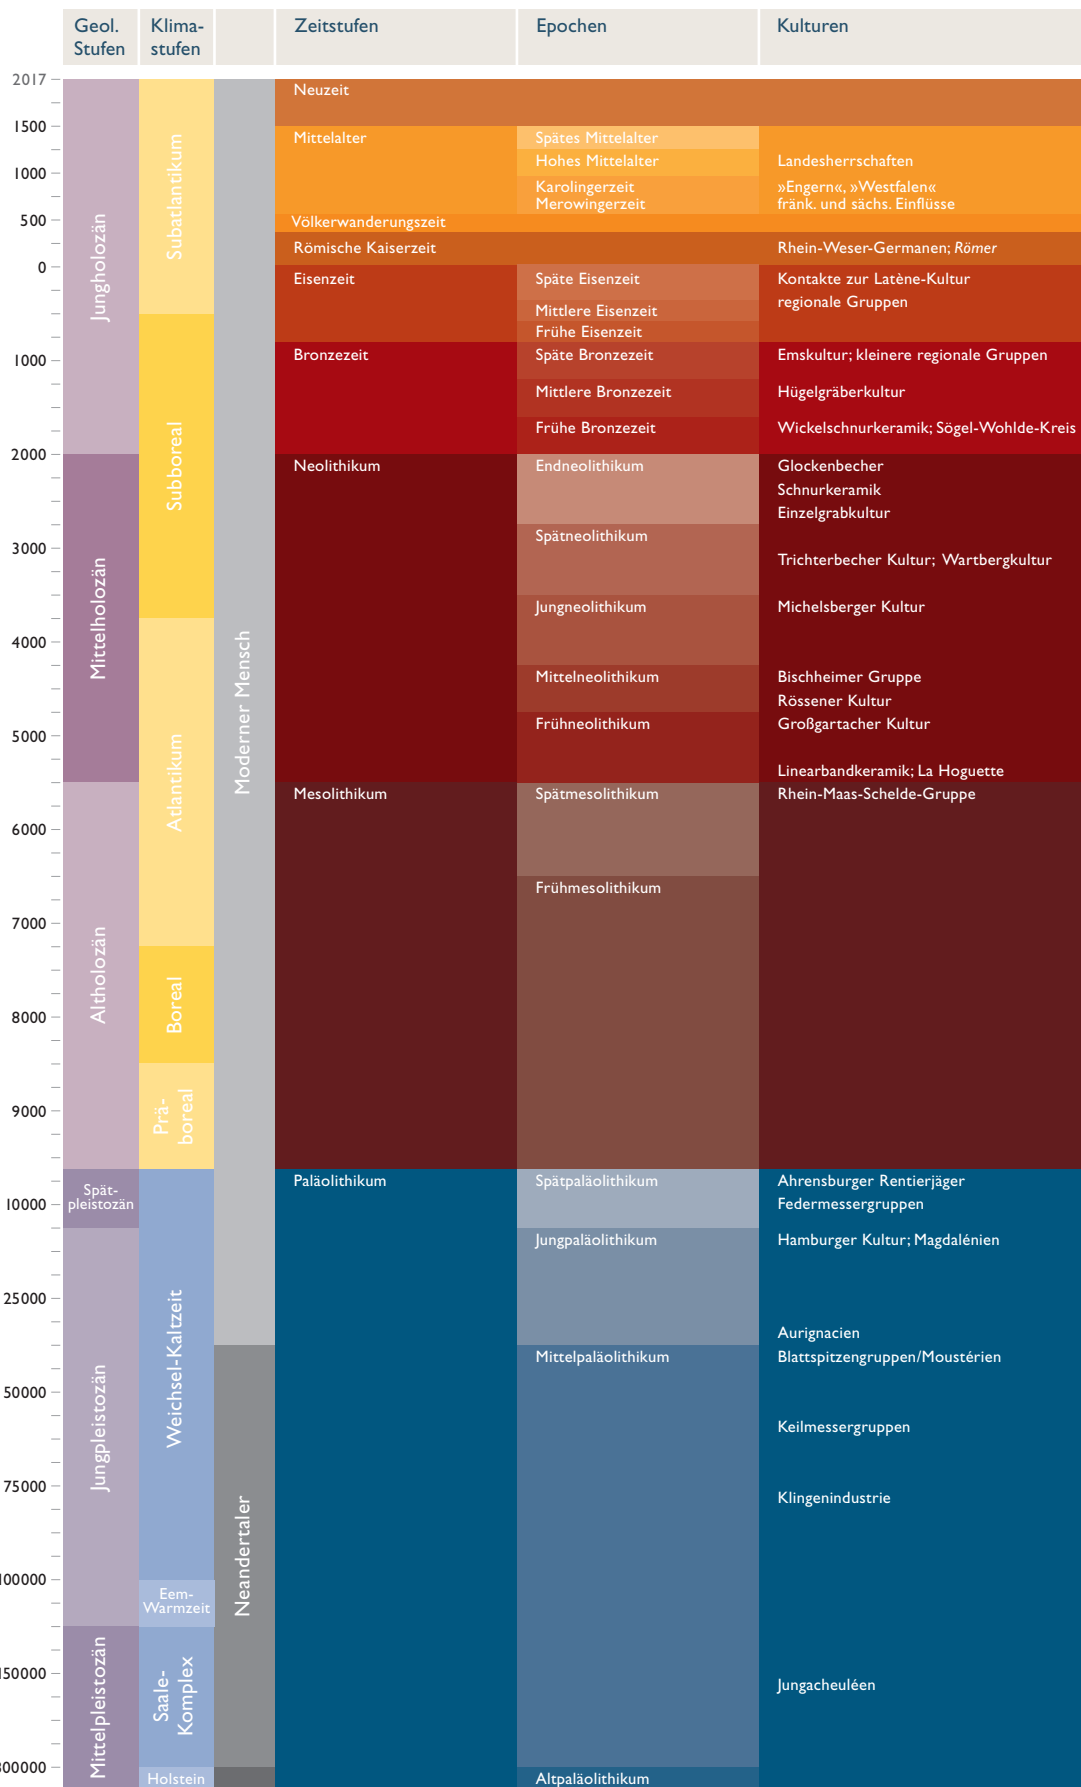 Geol. Stufen
Klima-stufen
Zeitstufen
Epochen
Kulturen
2017
1500
1000
500
0
1000
2000
3000
4000
5000
6000
7000
8000
9000
10000
25000
50000
75000
100000
150000
300000
Jungholozän
Mittelholozän
Altholozän
Spät-
pleistozän
Jungpleistozän
Mittelpleistozän
Subatlantikum
Subboreal
Atlantikum
Boreal
Prä-
boreal
Weichsel-Kaltzeit
Eem-
Warmzeit
Saale-
Komplex
Holstein
Moderner Mensch
Neandertaler
Neuzeit
Mittelalter
Spätes Mittelalter
Hohes Mittelalter
Landesherrschaften
Karolingerzeit
»Engern«, »Westfalen«
Merowingerzeit
fränk. und sächs. Einflüsse
Völkerwanderungszeit
Römische Kaiserzeit
Rhein-Weser-Germanen; Römer
Eisenzeit
Späte Eisenzeit
Kontakte zur Latène-Kultur
regionale Gruppen
Mittlere Eisenzeit
Frühe Eisenzeit
Bronzezeit
Späte Bronzezeit
Emskultur; kleinere regionale Gruppen
Mittlere Bronzezeit
Hügelgräberkultur
Frühe Bronzezeit
Wickelschnurkeramik; Sögel-Wohlde-Kreis
Neolithikum
Endneolithikum
Glockenbecher
Schnurkeramik
Einzelgrabkultur
Spätneolithikum
Trichterbecher Kultur; Wartbergkultur
Jungneolithikum
Michelsberger Kultur
Mittelneolithikum
Bischheimer Gruppe
Rössener Kultur
Frühneolithikum
Großgartacher Kultur
Linearbandkeramik; La Hoguette
Mesolithikum
Spätmesolithikum
Rhein-Maas-Schelde-Gruppe
Frühmesolithikum
Paläolithikum
Spätpaläolithikum
Ahrensburger Rentierjäger
Federmessergruppen
Jungpaläolithikum
Hamburger Kultur; Magdalénien
Aurignacien
Mittelpaläolithikum
Blattspitzengruppen/Moustérien
Keilmessergruppen
Klingenindustrie
Jungacheuléen
Altpaläolithikum